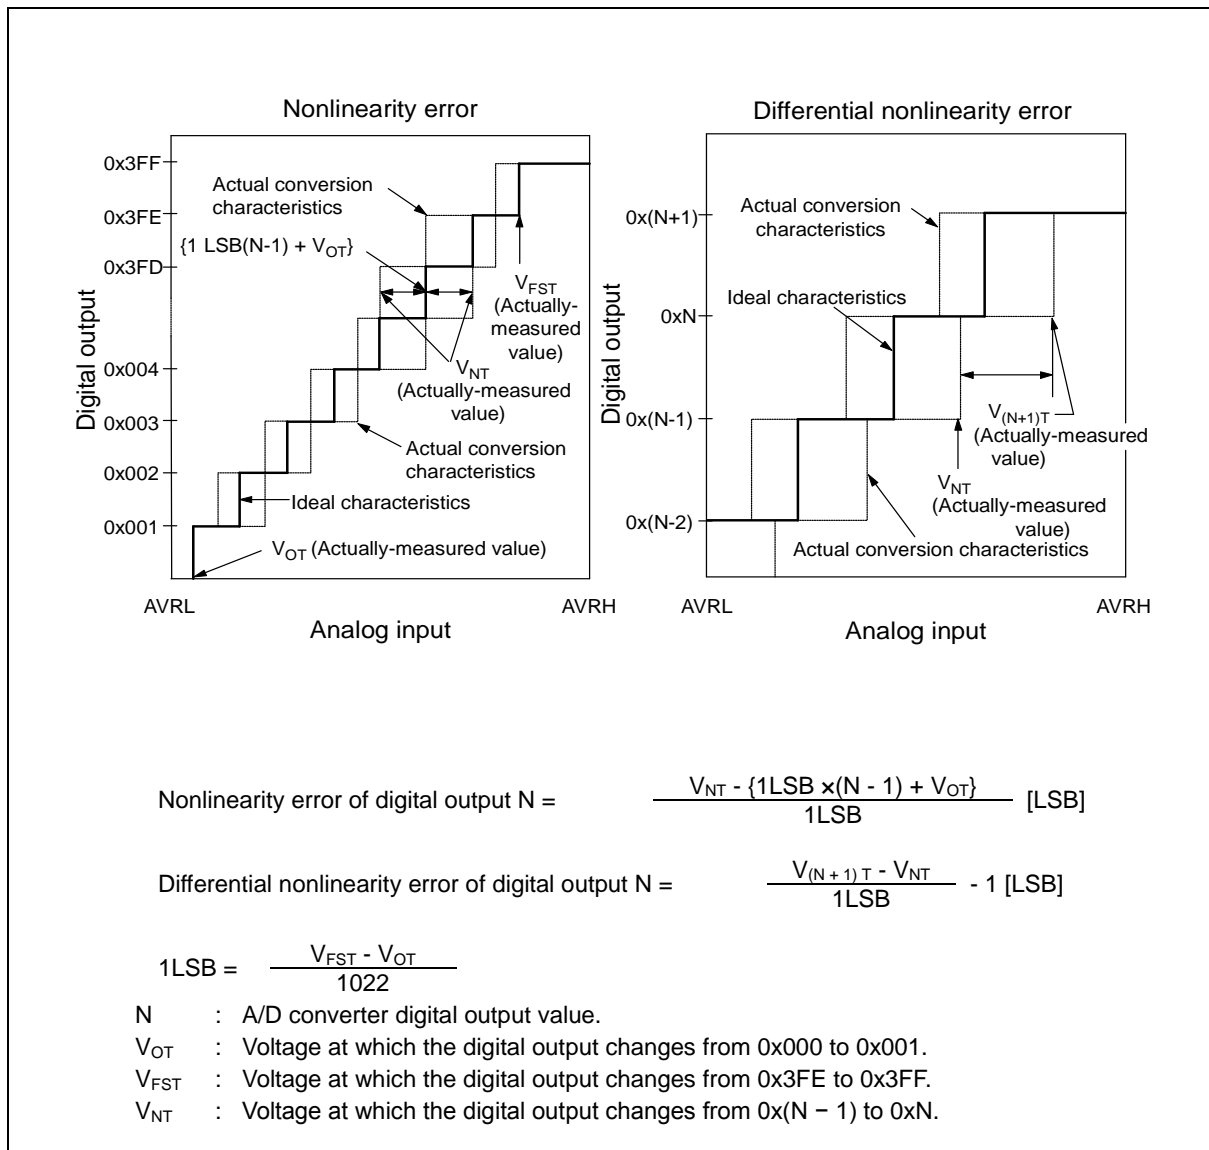 Nonlinearity error
0x3FF
0x3FE
0x3FD
0x004
0x003
0x002
0x001
Digital output
Actual conversion
characteristics
{1 LSB(N-1) + VOT}
VFST
(Actually-
measured
value)
VNT
(Actually-measured
value)
Actual conversion
characteristics
Ideal characteristics
VOT (Actually-measured value)
AVRL
AVRH
Analog input
Differential nonlinearity error
0x(N+1)
0xN
0x(N-1)
0x(N-2)
Digital output
Actual conversion
characteristics
Ideal characteristics
V(N+1)T
(Actually-measured
value)
VNT
(Actually-measured
value)
Actual conversion characteristics
AVRL
AVRH
Analog input
Nonlinearity error of digital output N =
VNT - {1LSB ×(N - 1) + VOT}
1LSB
[LSB]
Differential nonlinearity error of digital output N =
V(N + 1) T - VNT
1LSB
- 1 [LSB]
1LSB =
VFST - VOT
1022
N : A/D converter digital output value.
VOT : Voltage at which the digital output changes from 0x000 to 0x001.
VFST : Voltage at which the digital output changes from 0x3FE to 0x3FF.
VNT : Voltage at which the digital output changes from 0x(N − 1) to 0xN.